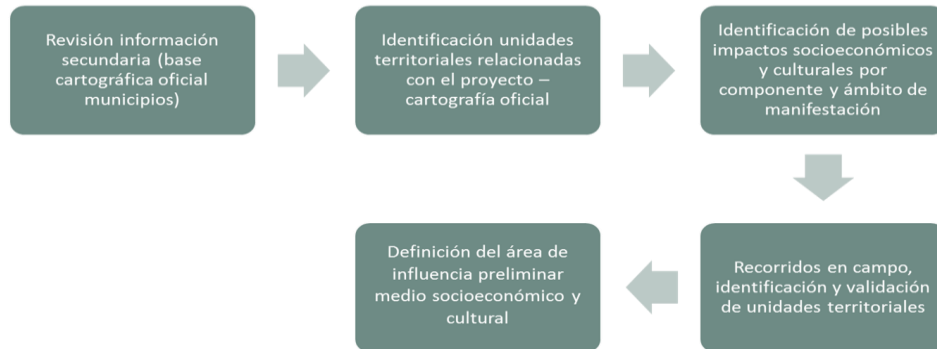 Revisión información
secundaria (base
cartográfica oficial
municipios)
Identificación unidades
territoriales relacionadas
con el proyecto –
cartografía oficial
Identificación de posibles
impactos socioeconómicos
y culturales por
componente y ámbito de
manifestación
Recorridos en campo,
identificación y validación
de unidades territoriales
Definición del área de
influencia preliminar
medio socioeconómico y
cultural